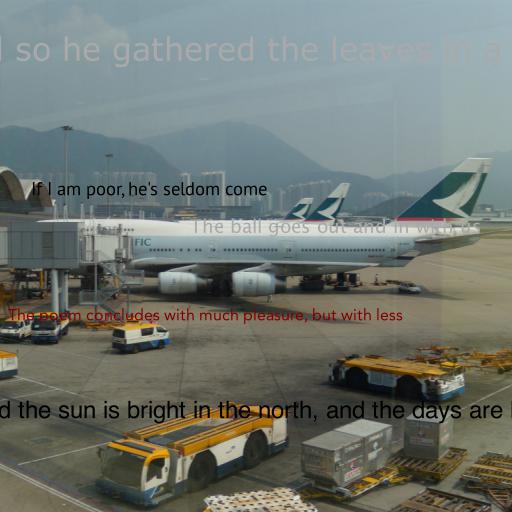 so he gathered the leaves in a
If I am poor, he's seldom come
The ball goes out and in with
FIC
The poem concludes with much pleasure, but with less
d the sun is bright in the north, and the days are